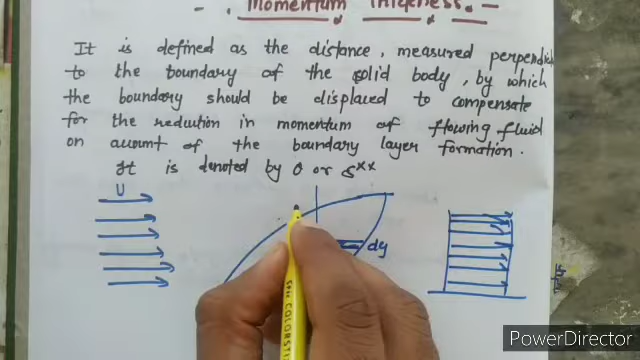 Momentum Thickness.
It is defined as the distance, measured perpendic
to the boundary of the solid body, by which
the boundary should be displaced to compensate
for the reduction in momentum of flowing fluid
on account of the boundary layer formation.
It is denoted by θ or δ**
U
dy
PowerDirector